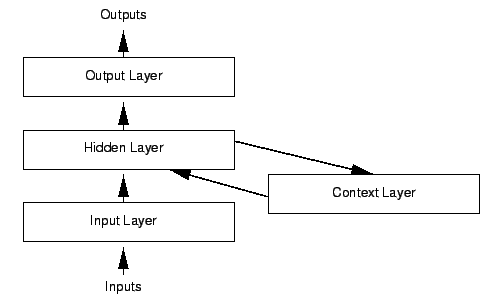 Outputs
Output Layer
Hidden Layer
Context Layer
Input Layer
Inputs